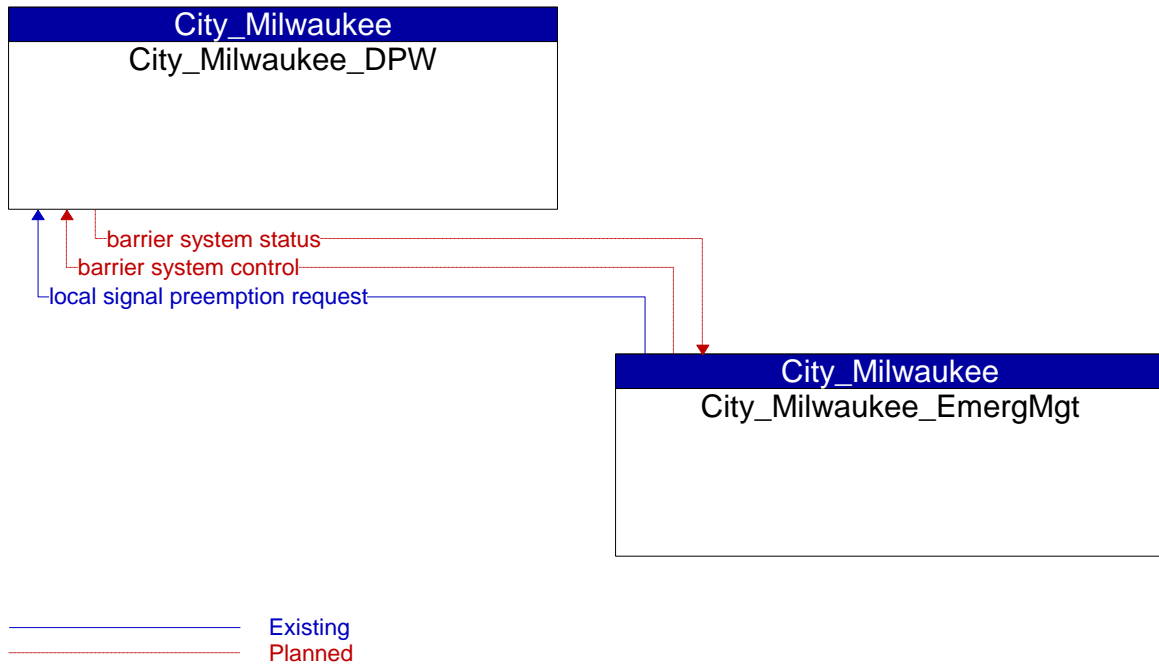 City_Milwaukee
City_Milwaukee_DPW
barrier system status
barrier system control
local signal preemption request
City_Milwaukee
City_Milwaukee_EmergMgt
Existing
Planned